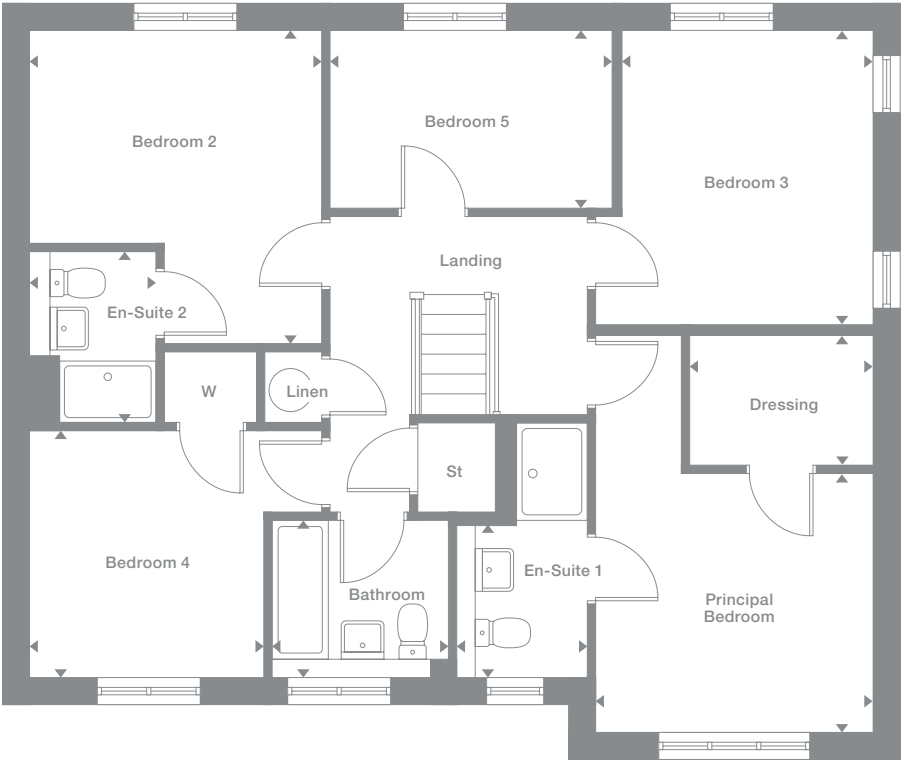 Bedroom 2
Bedroom 5
Bedroom 3
Landing
En-Suite 2
W
Linen
Dressing
St
Bedroom 4
En-Suite 1
Bathroom
Principal
Bedroom